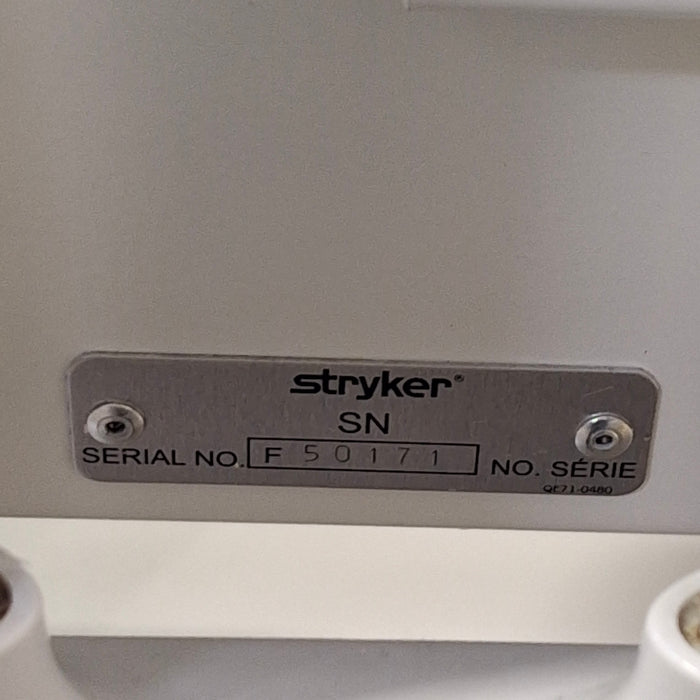 stryker®
SN
SERIAL NO. F 50171 NO. SÉRIE
QE71-0480